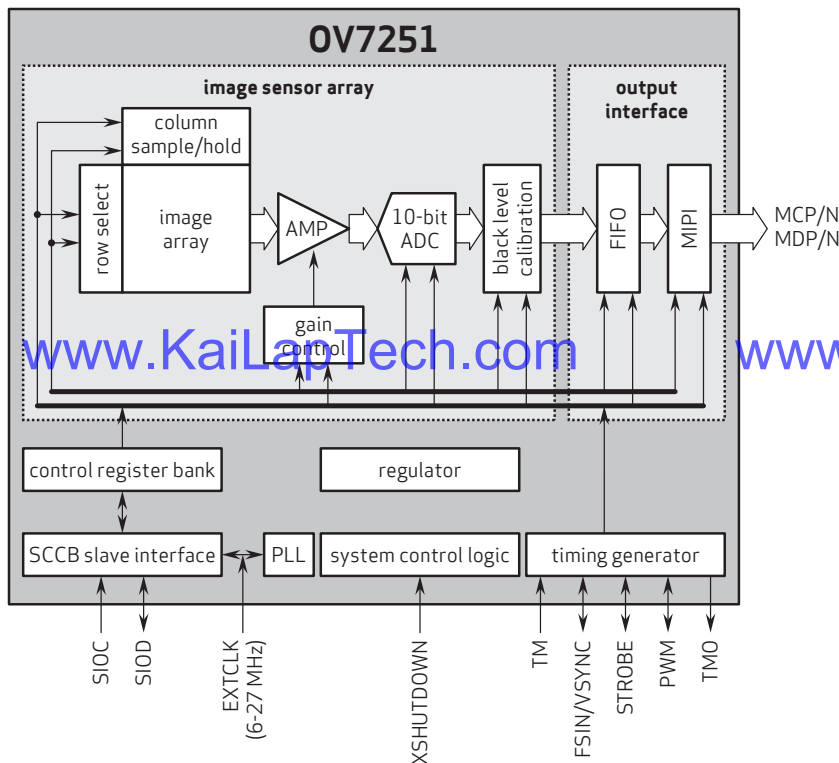 OV7251
image sensor array
output
interface
column
sample/hold
row select
image
array
AMP
10-bit
ADC
black level
calibration
FIFO
MIPI
MCP/N
MDP/N
gain
control
www.KaiLapTech.com
www
control register bank
regulator
SCCB slave interface
PLL
system control logic
timing generator
SIOC
SIOD
EXTCLK
(6-27 MHz)
XSHUTDOWN
TM
FSIN/VSYNC
STROBE
PWM
TMO